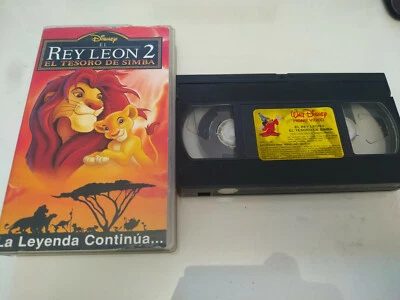 Disney
EL
REY LEON 2
EL TESORO DE SIMBA
La Leyenda Continúa...
WALT DISNEY
HOME VIDEO
EL REY LEON 2
EL TESORO DE SIMBA